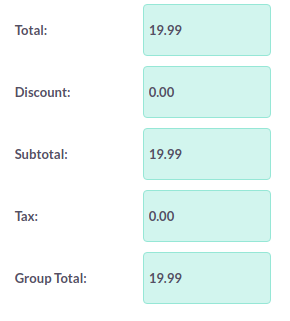 Total: 19.99
Discount: 0.00
Subtotal: 19.99
Tax: 0.00
Group Total: 19.99